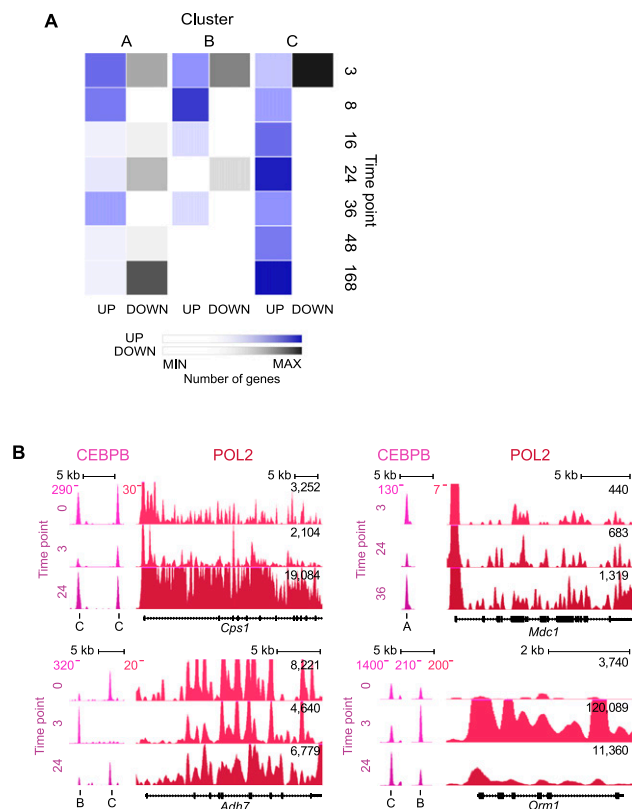 A
Cluster
A B C
3
8
16
24
36
48
168
Time point
UP DOWN UP DOWN UP DOWN
UP
DOWN
MIN MAX
Number of genes
B
CEBPB POL2
5 kb 5 kb
290 30 3,252
0
2,104
3
19,084
24
Time point
C C Cps1
CEBPB POL2
5 kb 5 kb
130 7 440
3
683
24
1,319
36
Time point
A Mdc1
5 kb 5 kb
320 20 8,221
0
4,640
3
6,779
24
Time point
B C Adh7
5 kb 2 kb
1400 210 200 3,740
0
120,089
3
11,360
24
Time point
C B Orm1